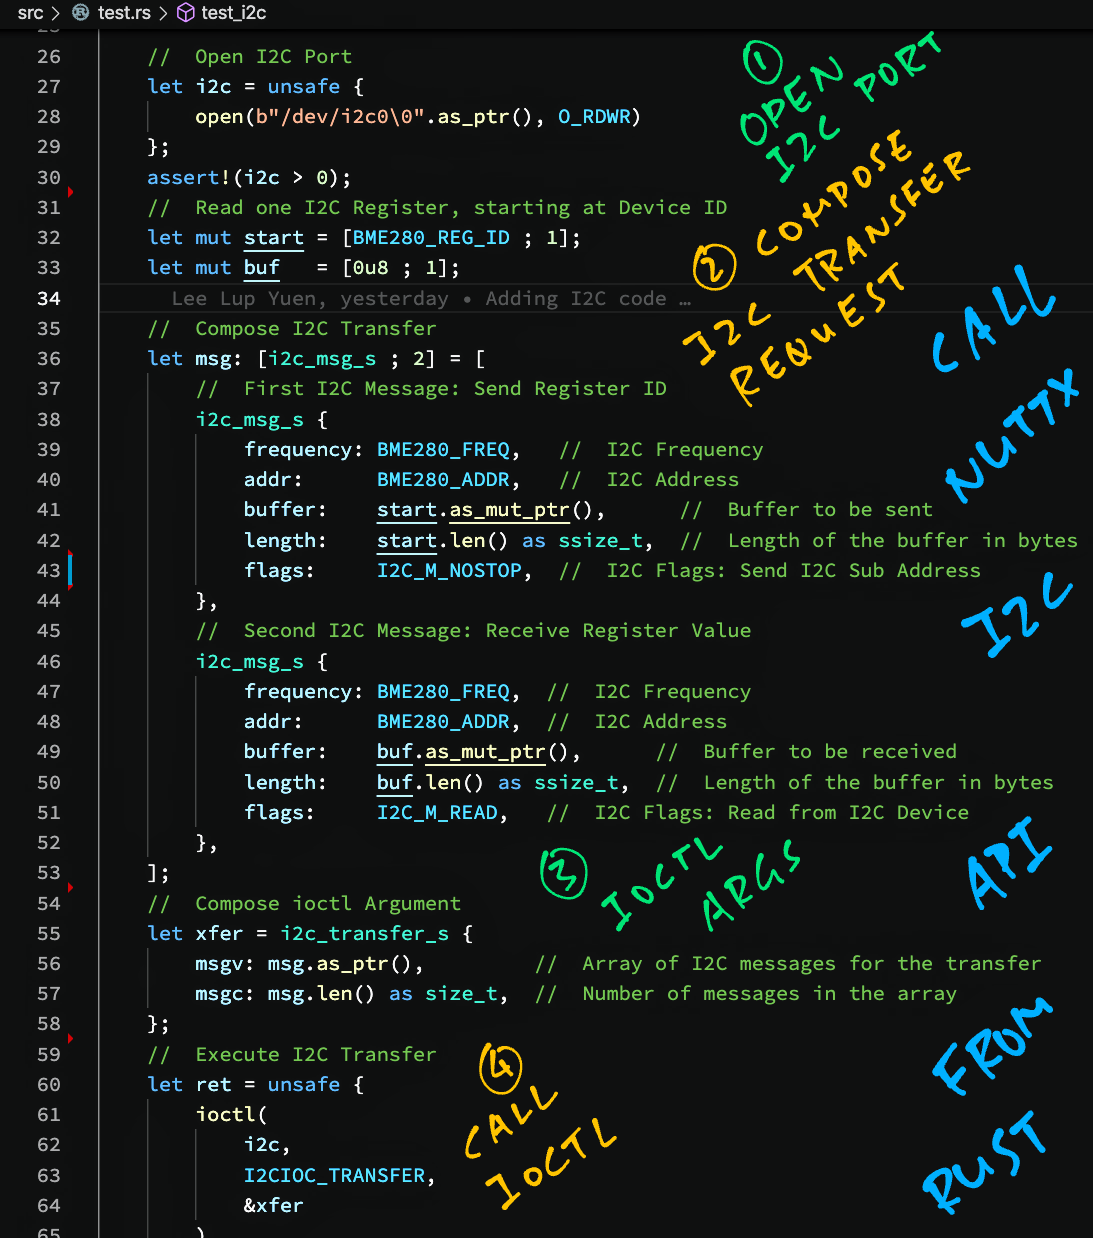 src > test.rs > test_i2c
26 // Open I2C Port
27 let i2c = unsafe {
28 open(b"/dev/i2c0\0".as_ptr(), O_RDWR)
29 };
30 assert!(i2c > 0);
31 // Read one I2C Register, starting at Device ID
32 let mut start = [BME280_REG_ID ; 1];
33 let mut buf = [0u8 ; 1];
34 Lee Lup Yuen, yesterday • Adding I2C code …
35 // Compose I2C Transfer
36 let msg: [i2c_msg_s ; 2] = [
37 // First I2C Message: Send Register ID
38 i2c_msg_s {
39 frequency: BME280_FREQ, // I2C Frequency
40 addr: BME280_ADDR, // I2C Address
41 buffer: start.as_mut_ptr(), // Buffer to be sent
42 length: start.len() as ssize_t, // Length of the buffer in bytes
43 flags: I2C_M_NOSTOP, // I2C Flags: Send I2C Sub Address
44 },
45 // Second I2C Message: Receive Register Value
46 i2c_msg_s {
47 frequency: BME280_FREQ, // I2C Frequency
48 addr: BME280_ADDR, // I2C Address
49 buffer: buf.as_mut_ptr(), // Buffer to be received
50 length: buf.len() as ssize_t, // Length of the buffer in bytes
51 flags: I2C_M_READ, // I2C Flags: Read from I2C Device
52 },
53 ];
54 // Compose ioctl Argument
55 let xfer = i2c_transfer_s {
56 msgv: msg.as_ptr(), // Array of I2C messages for the transfer
57 msgc: msg.len() as size_t, // Number of messages in the array
58 };
59 // Execute I2C Transfer
60 let ret = unsafe {
61 ioctl(
62 i2c,
63 I2CIOC_TRANSFER,
64 &xfer
65 )
1
OPEN
I2C PORT
2 COMPOSE
I2C TRANSFER
REQUEST
3 IOCTL
ARGS
4
CALL
IOCTL
CALL
NUTTX
I2C
API
FROM
RUST